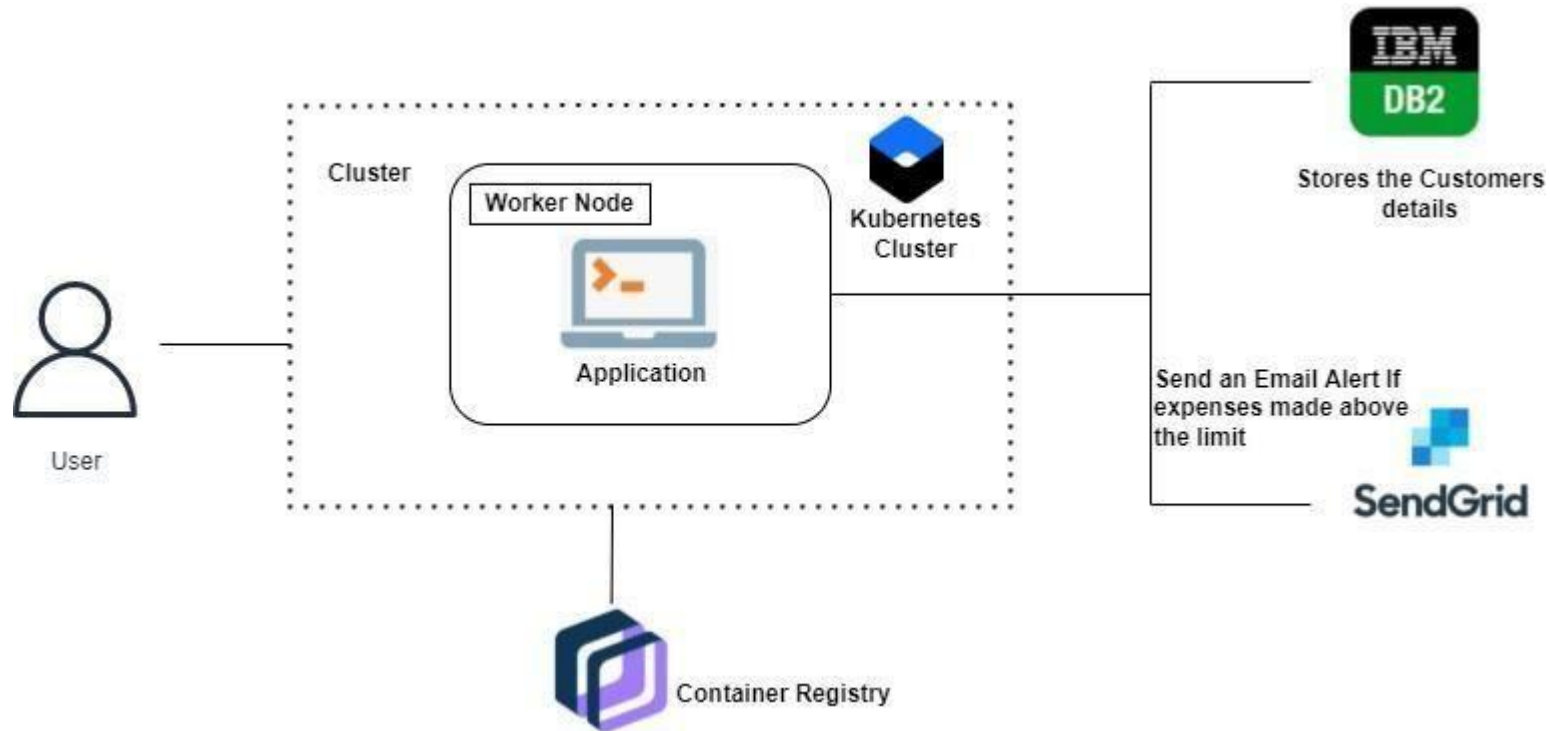 IBM
DB2
Stores the Customers
details
Cluster
Worker Node
Kubernetes
Cluster
Application
User
Send an Email Alert If
expenses made above
the limit
SendGrid
Container Registry